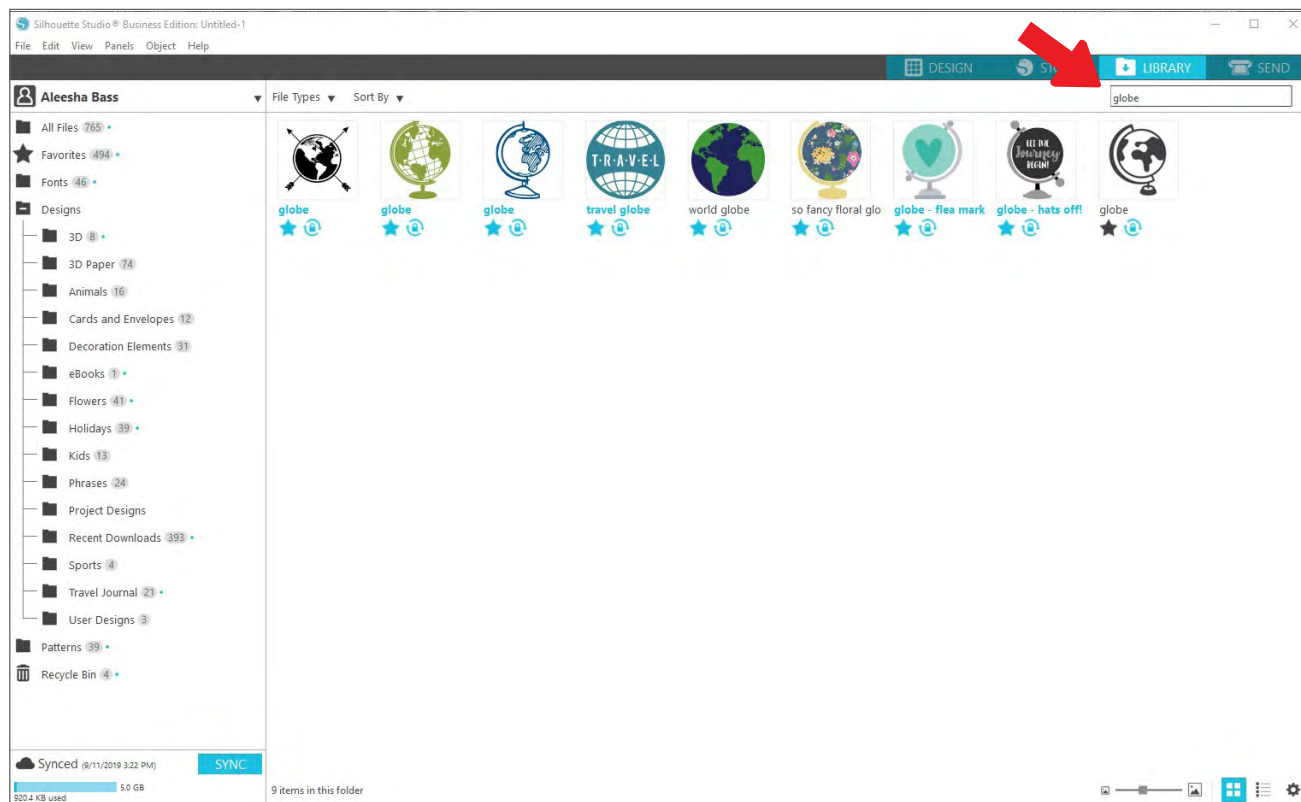 Silhouette Studio® Business Edition: Untitled-1
File Edit View Panels Object Help
DESIGN LIBRARY SEND
Aleesha Bass
File Types Sort By
globe
All Files 765
Favorites 494
Fonts 46
Designs
3D 8
3D Paper 74
Animals 16
Cards and Envelopes 12
Decoration Elements 31
eBooks 1
Flowers 41
Holidays 39
Kids 13
Phrases 24
Project Designs
Recent Downloads 393
Sports 4
Travel Journal 21
User Designs 3
Patterns 39
Recycle Bin 4
T·R·A·V·E·L
LET THE
Journey
BEGIN!
globe
globe
globe
travel globe
world globe
so fancy floral glo
globe - flea mark
globe - hats off!
globe
Synced (9/11/2019 3:22 PM)
SYNC
5.0 GB
920.4 KB used
9 items in this folder